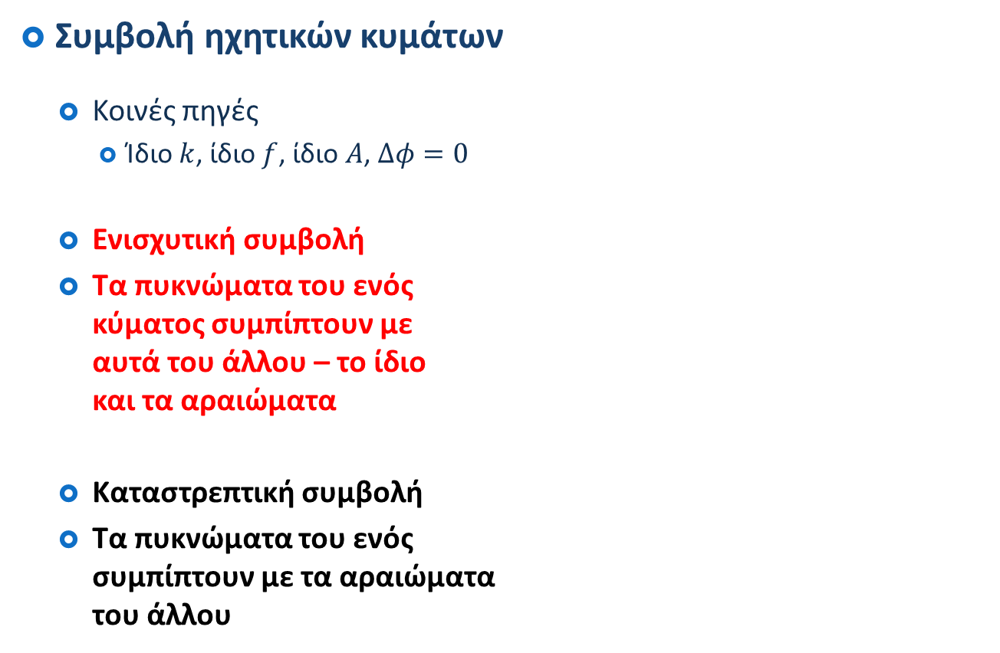 Συμβολή ηχητικών κυμάτων
Κοινές πηγές
Ίδιο k, ίδιο f, ίδιο A, Δϕ = 0
Ενισχυτική συμβολή
Τα πυκνώματα του ενός
κύματος συμπίπτουν με
αυτά του άλλου – το ίδιο
και τα αραιώματα
Καταστρεπτική συμβολή
Τα πυκνώματα του ενός
συμπίπτουν με τα αραιώματα
του άλλου